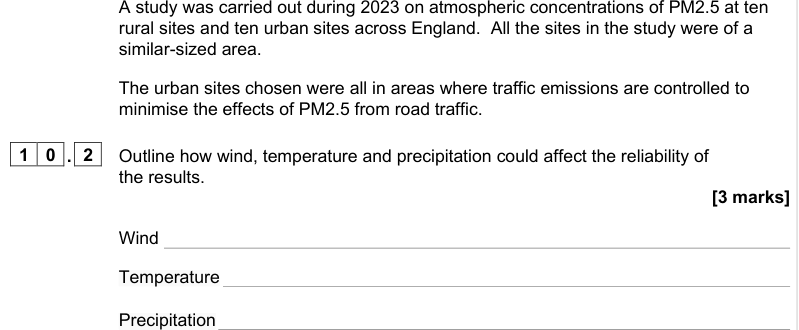 A study was carried out during 2023 on atmospheric concentrations of PM2.5 at ten
rural sites and ten urban sites across England.  All the sites in the study were of a
similar-sized area.
The urban sites chosen were all in areas where traffic emissions are controlled to
minimise the effects of PM2.5 from road traffic.
1 0 . 2 Outline how wind, temperature and precipitation could affect the reliability of
the results.
[3 marks]
Wind
Temperature
Precipitation